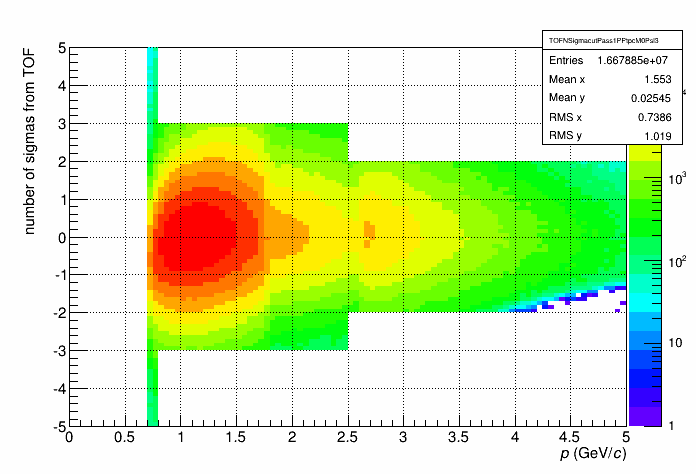 TOFNSigmacutPass1PFtpcM0Psl3
Entries 1.667885e+07
Mean x 1.553
Mean y 0.02545
RMS x 0.7386
RMS y 1.019
number of sigmas from TOF
5
4
3
2
1
0
-1
-2
-3
-4
-5
0 0.5 1 1.5 2 2.5 3 3.5 4 4.5 5
p (GeV/c)
4
10³
10²
10
1